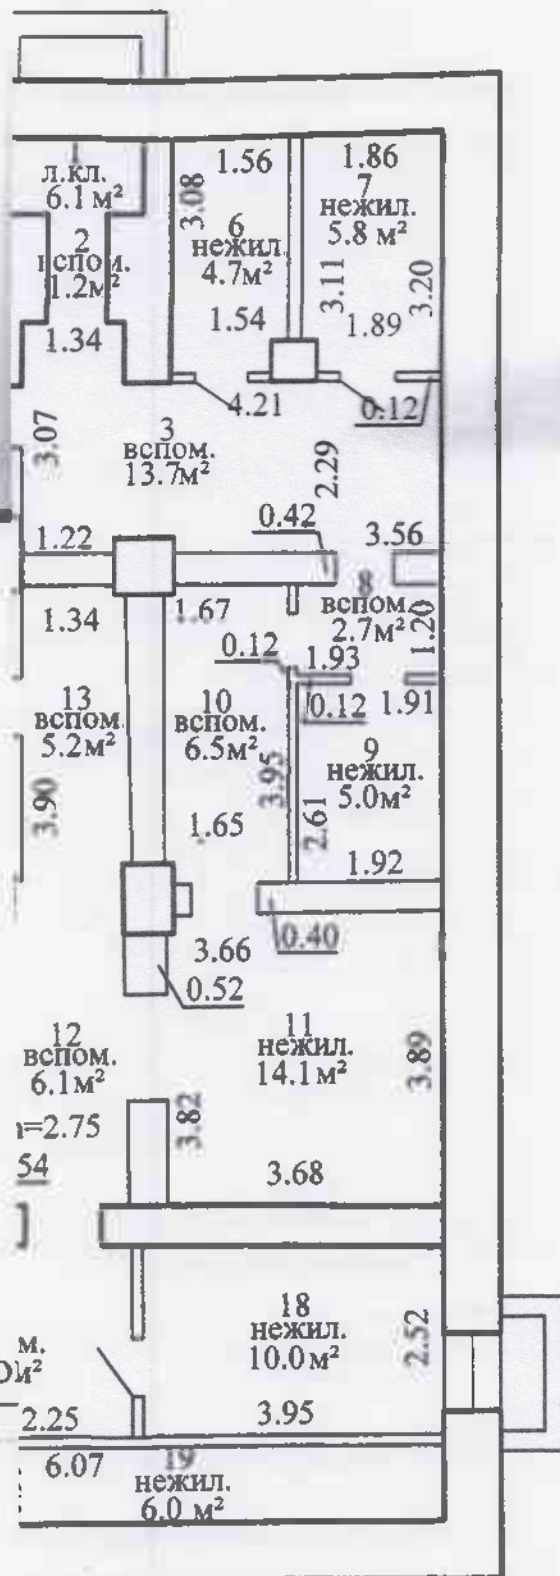 1
л.кл.
6.1 м²
2
вспом.
1.2м²
1.34
3.08
1.56
6
нежил.
4.7м²
1.54
1.86
7
нежил.
5.8 м²
3.11
3.20
1.89
4.21
0.12
3.07
3
вспом.
13.7м²
2.29
0.42
3.56
1.22
1.34
1.67
8
вспом.
2.7м²
1.20
0.12
1.93
0.12
1.91
13
вспом.
5.2м²
3.90
10
вспом.
6.5м²
3.95
1.65
9
нежил.
5.0м²
2.61
1.92
0.40
3.66
0.52
12
вспом.
6.1м²
=2.75
54
11
нежил.
14.1м²
3.89
3.82
3.68
18
нежил.
10.0м²
2.52
м.
м²
2.25
3.95
6.07
19
нежил.
6.0 м²